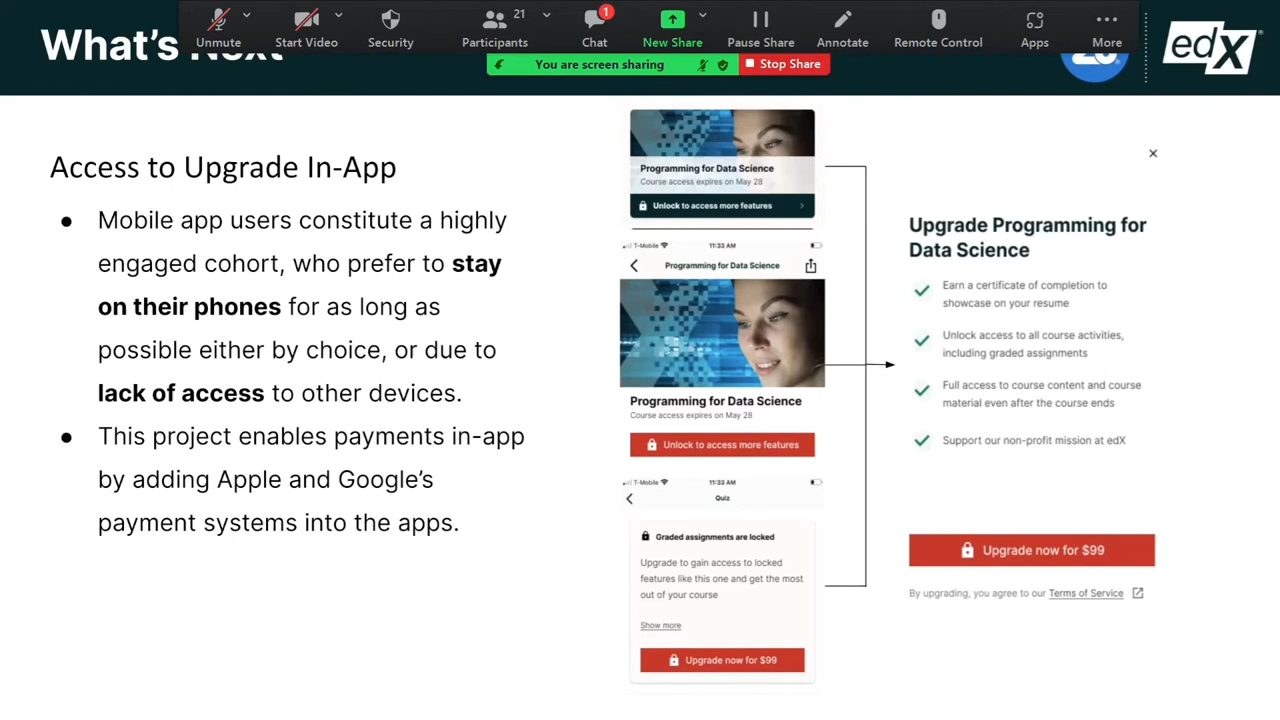 Unmute
Start Video
Security
Participants
21
Chat
1
New Share
Pause Share
Annotate
Remote Control
Apps
More
You are screen sharing
Stop Share
What's Next
edX
Access to Upgrade In-App
● Mobile app users constitute a highly
engaged cohort, who prefer to stay
on their phones for as long as
possible either by choice, or due to
lack of access to other devices.
● This project enables payments in-app
by adding Apple and Google's
payment systems into the apps.
Programming for Data Science
Course access expires on May 28
Unlock to access more features
T-Mobile
11:33 AM
Programming for Data Science
Programming for Data Science
Course access expires on May 28
Unlock to access more features
T-Mobile
11:33 AM
Quiz
Graded assignments are locked
Upgrade to gain access to locked
features like this one and get the most
out of your course
Show more
Upgrade now for $99
Upgrade Programming for
Data Science
Earn a certificate of completion to
showcase on your resume
Unlock access to all course activities,
including graded assignments
Full access to course content and course
material even after the course ends
Support our non-profit mission at edX
Upgrade now for $99
By upgrading, you agree to our Terms of Service